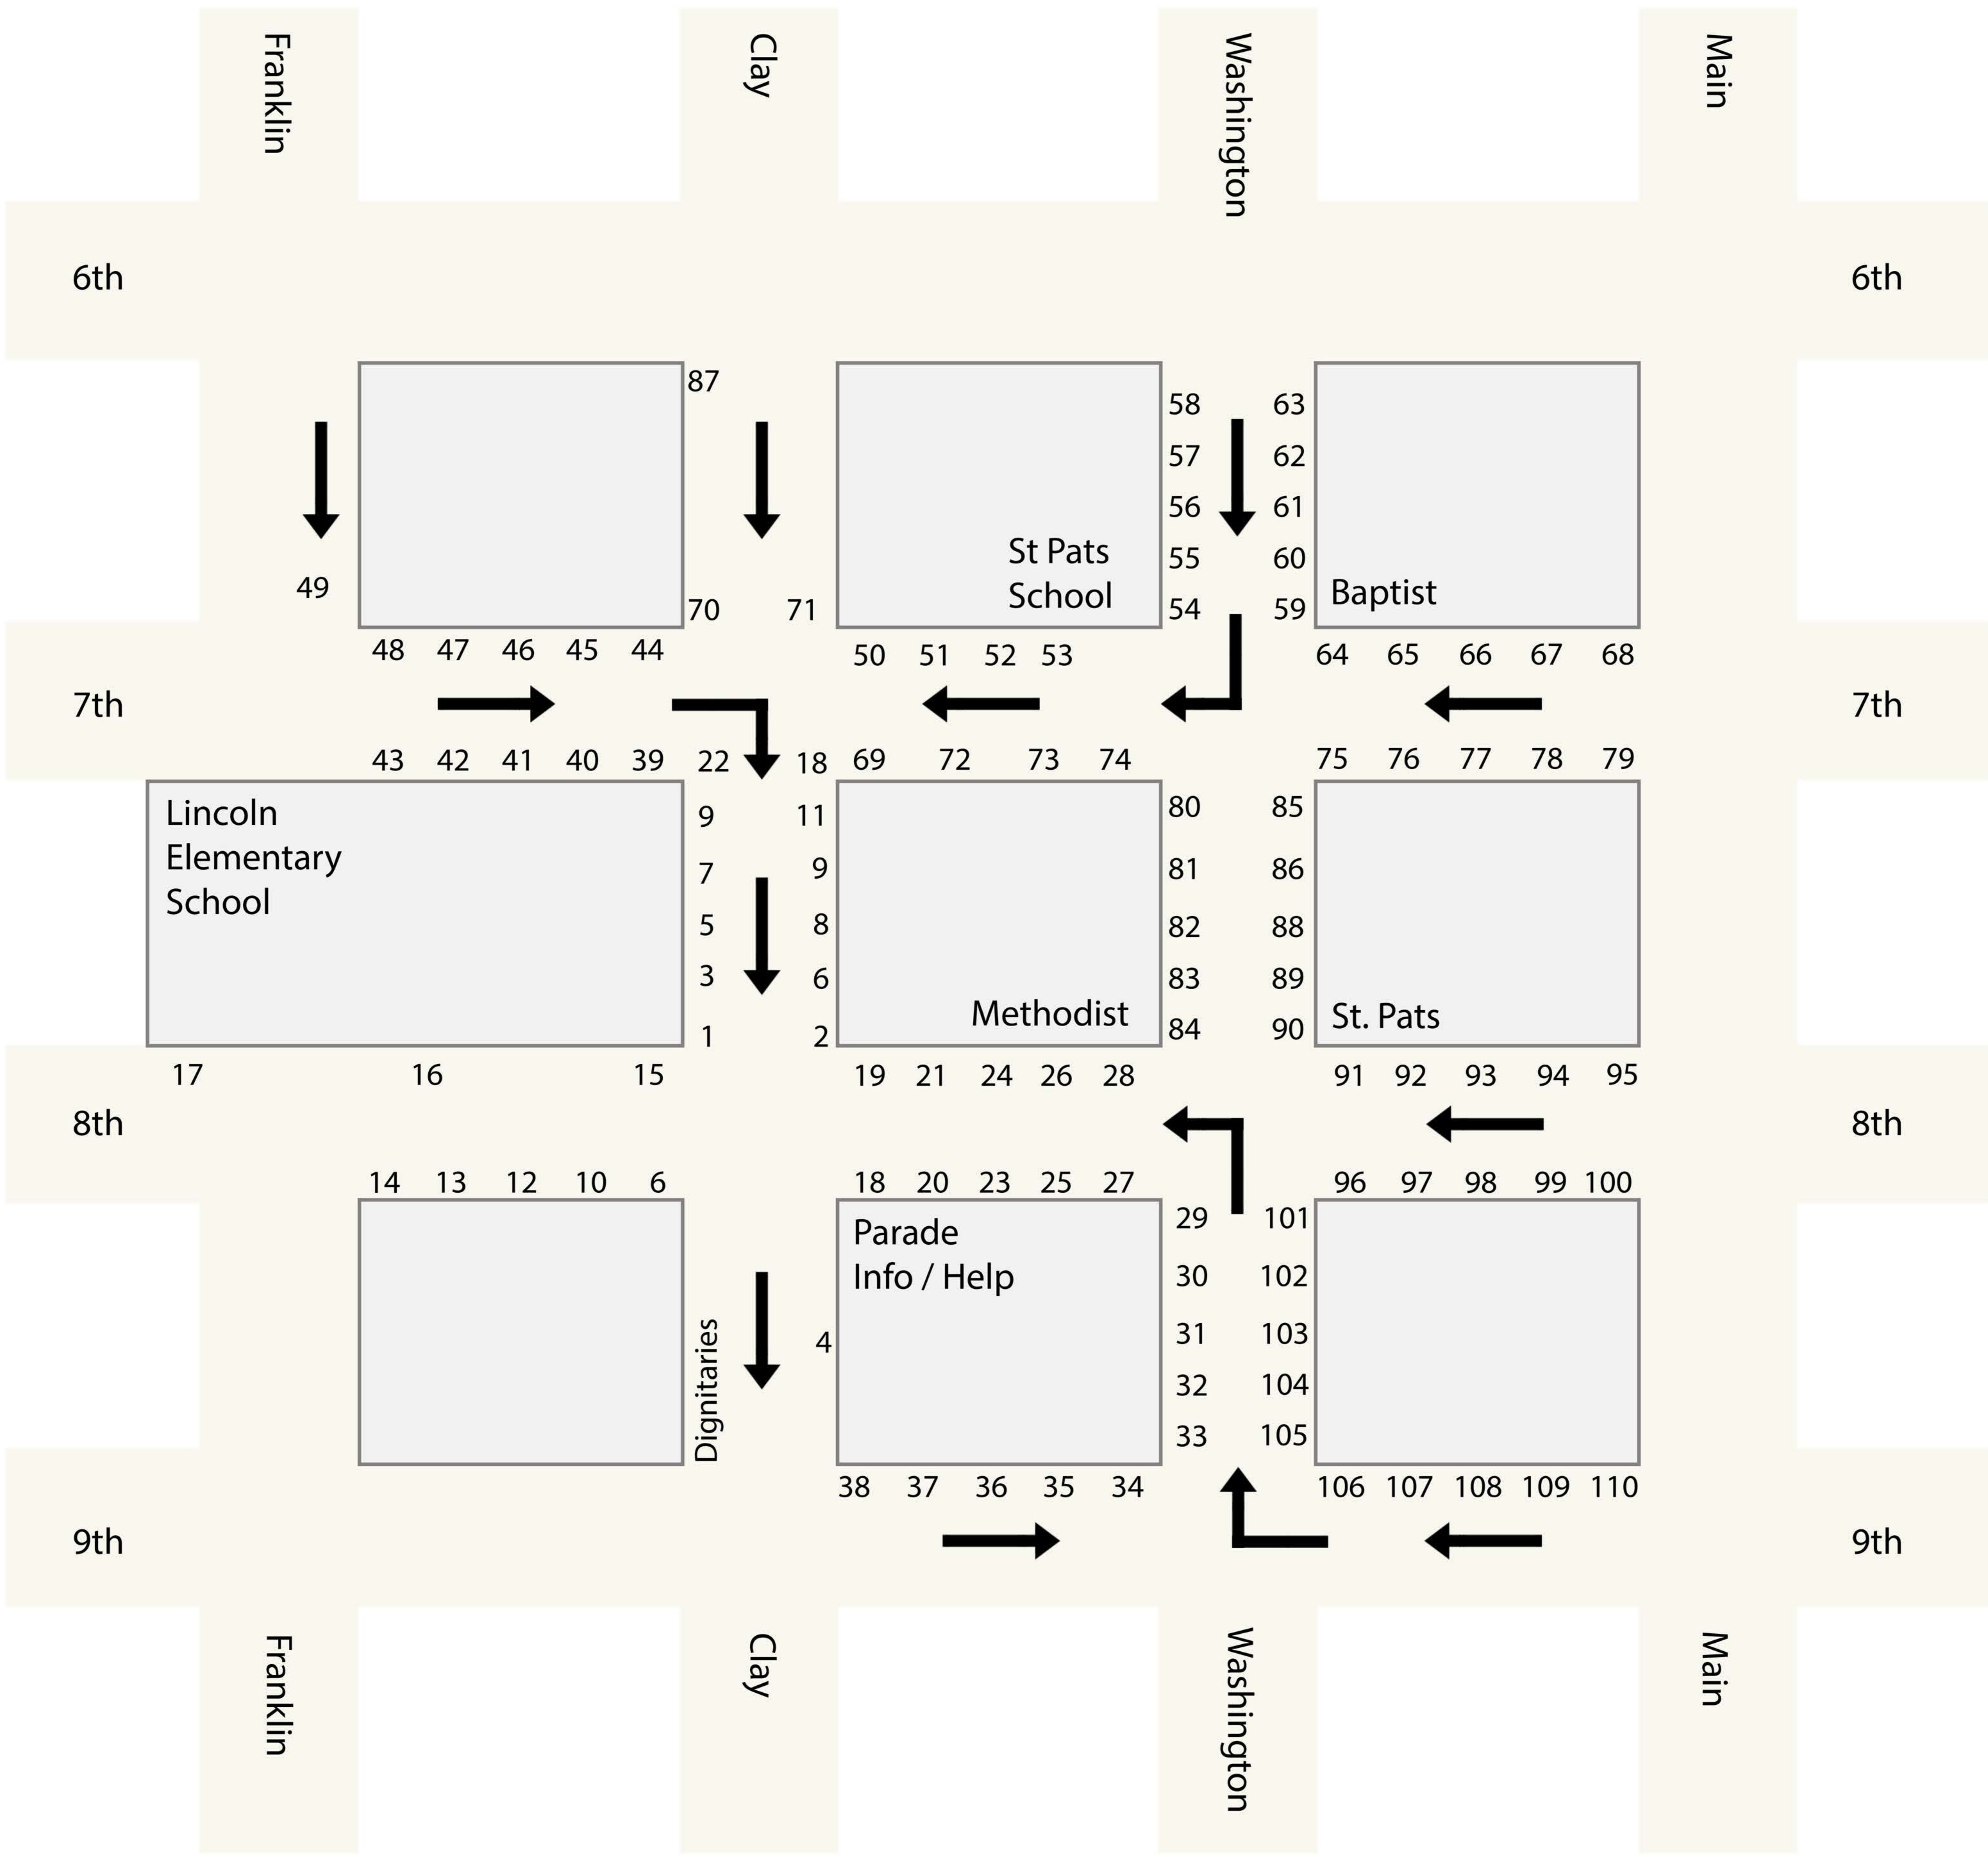 Franklin
Clay
Washington
Main
6th
6th
87
58
63
57
62
56
61
St Pats
School
55
60
49
Baptist
70
71
54
59
48 47 46 45 44
50 51 52 53
64 65 66 67 68
7th
7th
43 42 41 40 39 22
18 69 72 73 74
75 76 77 78 79
Lincoln
Elementary
School
9
11
80
85
7
9
81
86
5
8
82
88
3
6
83
89
1
2
Methodist
84
90
St. Pats
17 16 15
19 21 24 26 28
91 92 93 94 95
8th
8th
14 13 12 10 6
18 20 23 25 27
96 97 98 99 100
Parade
Info / Help
29
101
30
102
Dignitaries
4
31
103
32
104
33
105
38 37 36 35 34
106 107 108 109 110
9th
9th
Franklin
Clay
Washington
Main